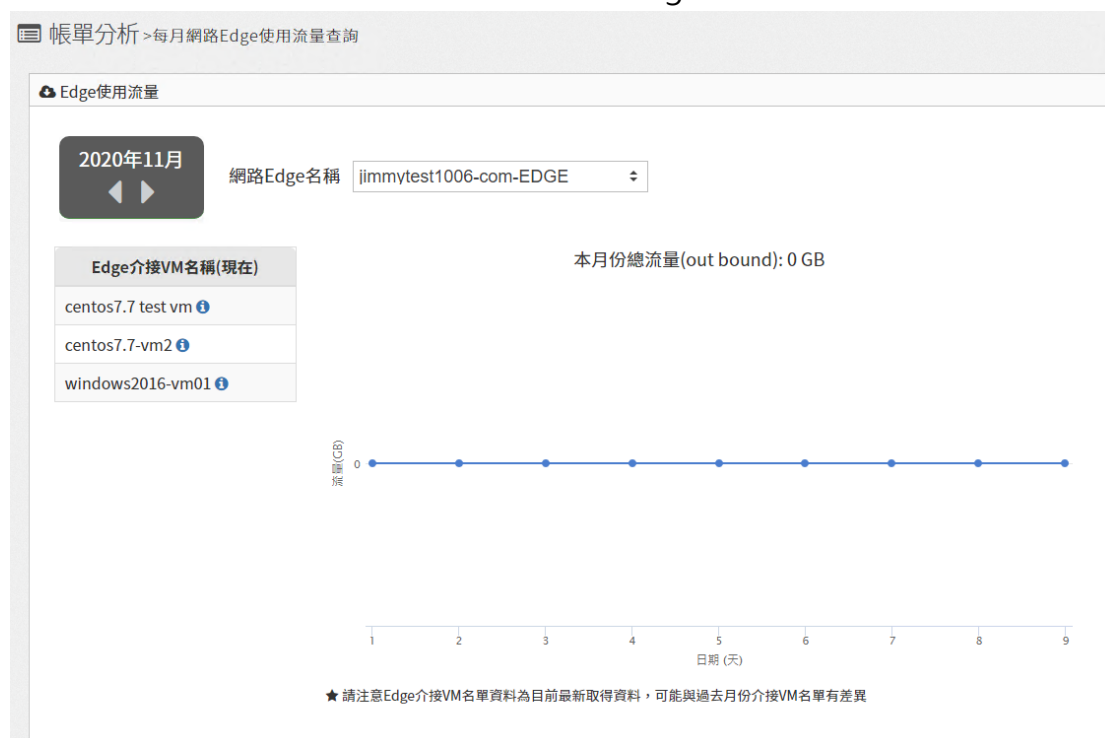 帳單分析 >每月網路Edge使用流量查詢
Edge使用流量
2020年11月
網路Edge名稱 jimmytest1006-com-EDGE
Edge介接VM名稱(現在)
本月份總流量(out bound): 0 GB
centos7.7 test vm
centos7.7-vm2
windows2016-vm01
流量(GB)
0
1 2 3 4 5 6 7 8 9
日期 (天)
★ 請注意Edge介接VM名單資料為目前最新取得資料，可能與過去月份介接VM名單有差異